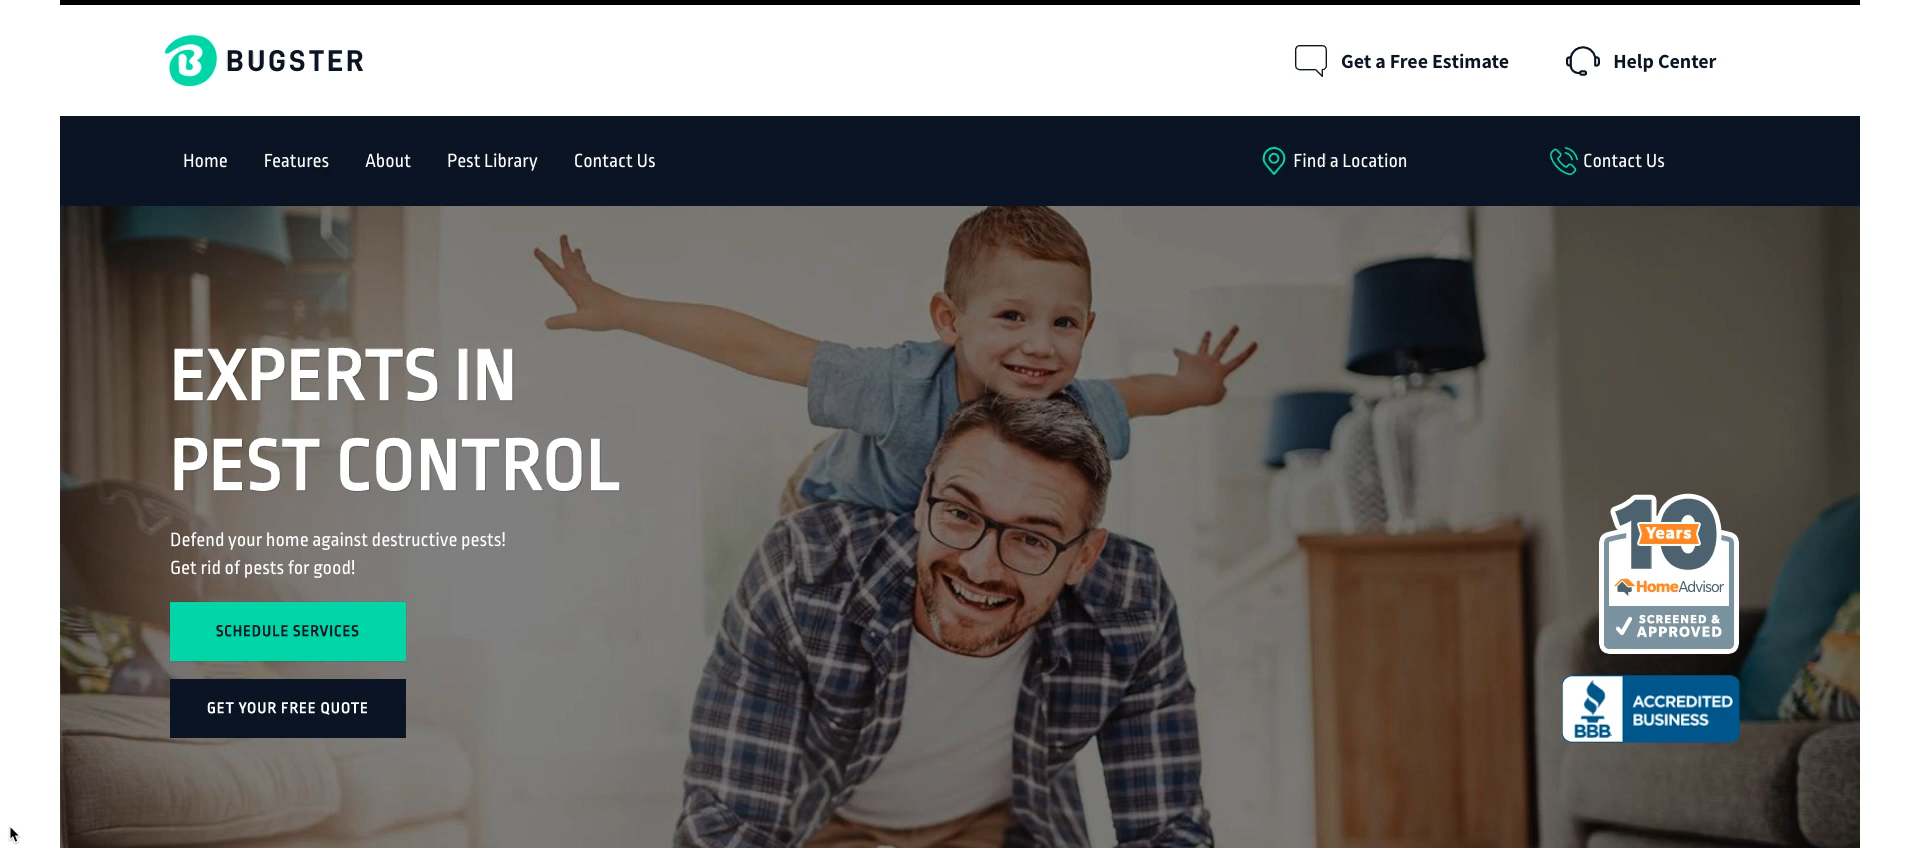 BUGSTER
Get a Free Estimate
Help Center
Home
Features
About
Pest Library
Contact Us
Find a Location
Contact Us
EXPERTS IN
PEST CONTROL
Defend your home against destructive pests!
Get rid of pests for good!
SCHEDULE SERVICES
GET YOUR FREE QUOTE
10
Years
HomeAdvisor
SCREENED &
APPROVED
BBB
ACCREDITED
BUSINESS